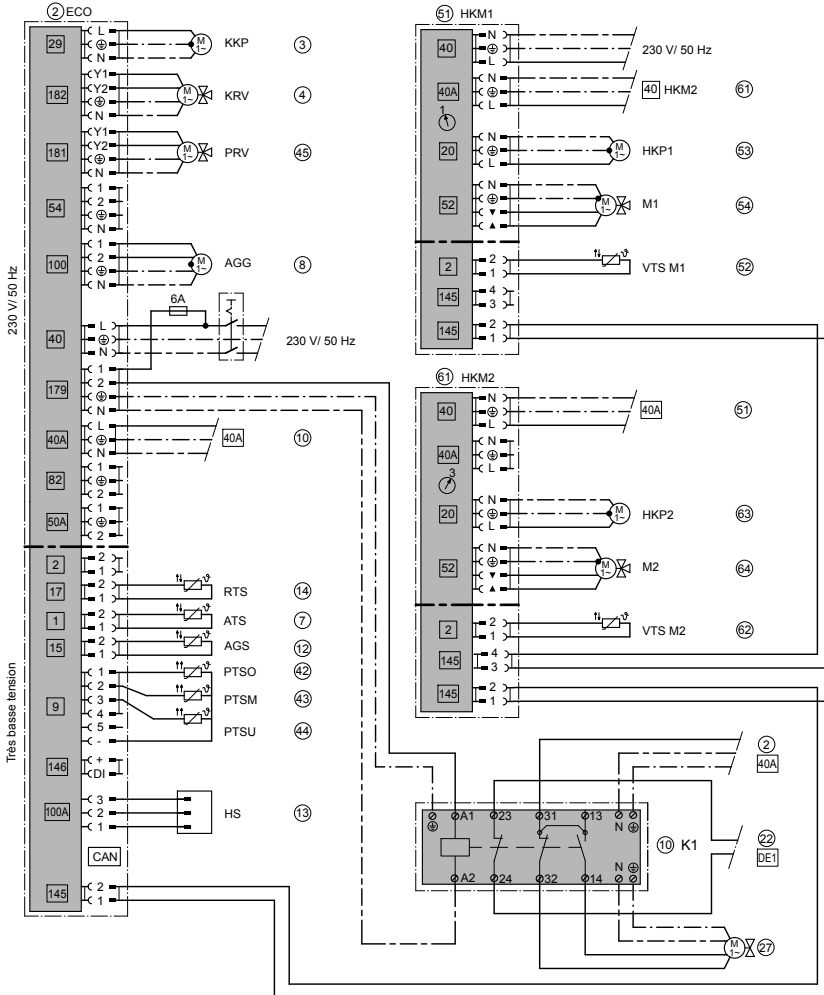 2 ECO
29 L KKP 3
N
182 Y1
Y2 M 1~ KRV 4
N
181 Y1
Y2 M 1~ PRV 45
N
54 1
2
N
100 1
2 M 1~ AGG 8
N
6A
40 L
N 230 V/ 50 Hz
179 1
2
N
40A L
N 40A 10
82 1
2
50A 1
2
2 2
1
17 2 ϑ RTS 14
1
1 2 ϑ ATS 7
1
15 2 ϑ AGS 12
1
9 1 ϑ PTSO 42
2
3 ϑ PTSM 43
4
5 ϑ PTSU 44
-
146 +
DI
100A 3
2 HS 13
1
CAN
145 2
1
230 V/ 50 Hz
Très basse tension
51 HKM1
40 N
L 230 V/ 50 Hz
40A N
L 40 HKM2 61
1
20 N
L M 1~ HKP1 53
52 N
M 1~ M1 54
2 2 ϑ
1 VTS M1 52
145 4
3
145 2
1
61 HKM2
40 N
L 40A 51
40A N
L
3
20 N
L M 1~ HKP2 63
52 N
M 1~ M2 64
2 2 ϑ
1 VTS M2 62
145 4
3
145 2
1
2
40A
A1 23 31 13 N
10 K1
22
DE1
A2 24 32 14 N
M 1~ 27